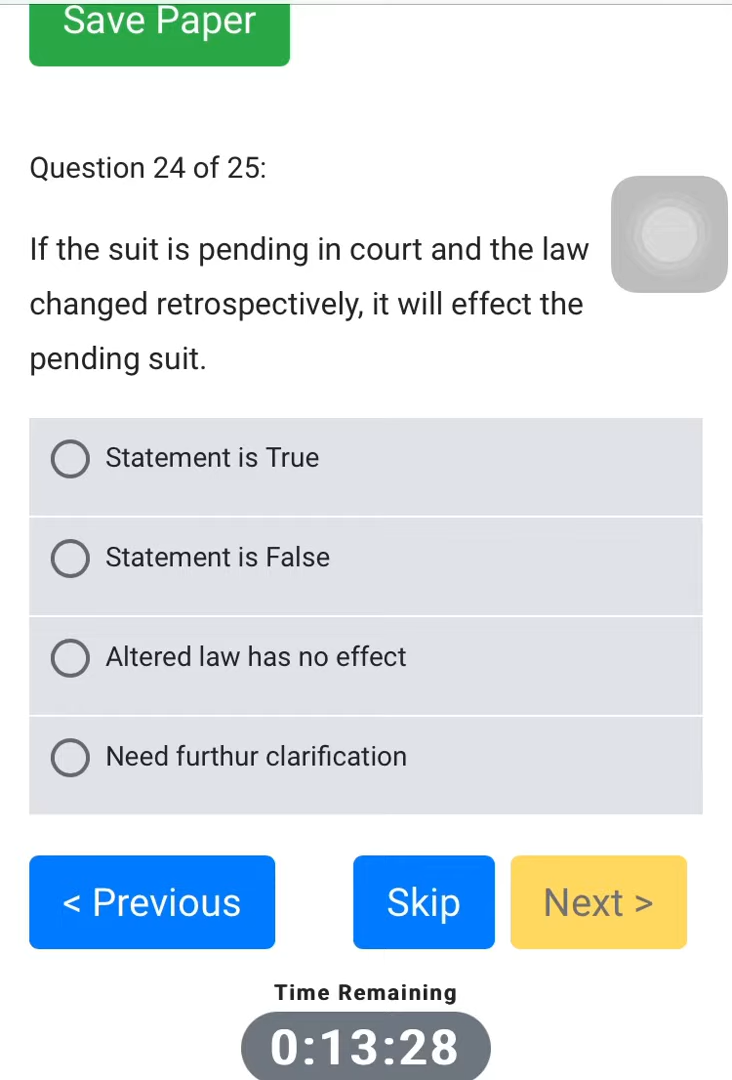 Save Paper
Question 24 of 25:
If the suit is pending in court and the law
changed retrospectively, it will effect the
pending suit.
Statement is True
Statement is False
Altered law has no effect
Need furthur clarification
< Previous
Skip
Next >
Time Remaining
0:13:28